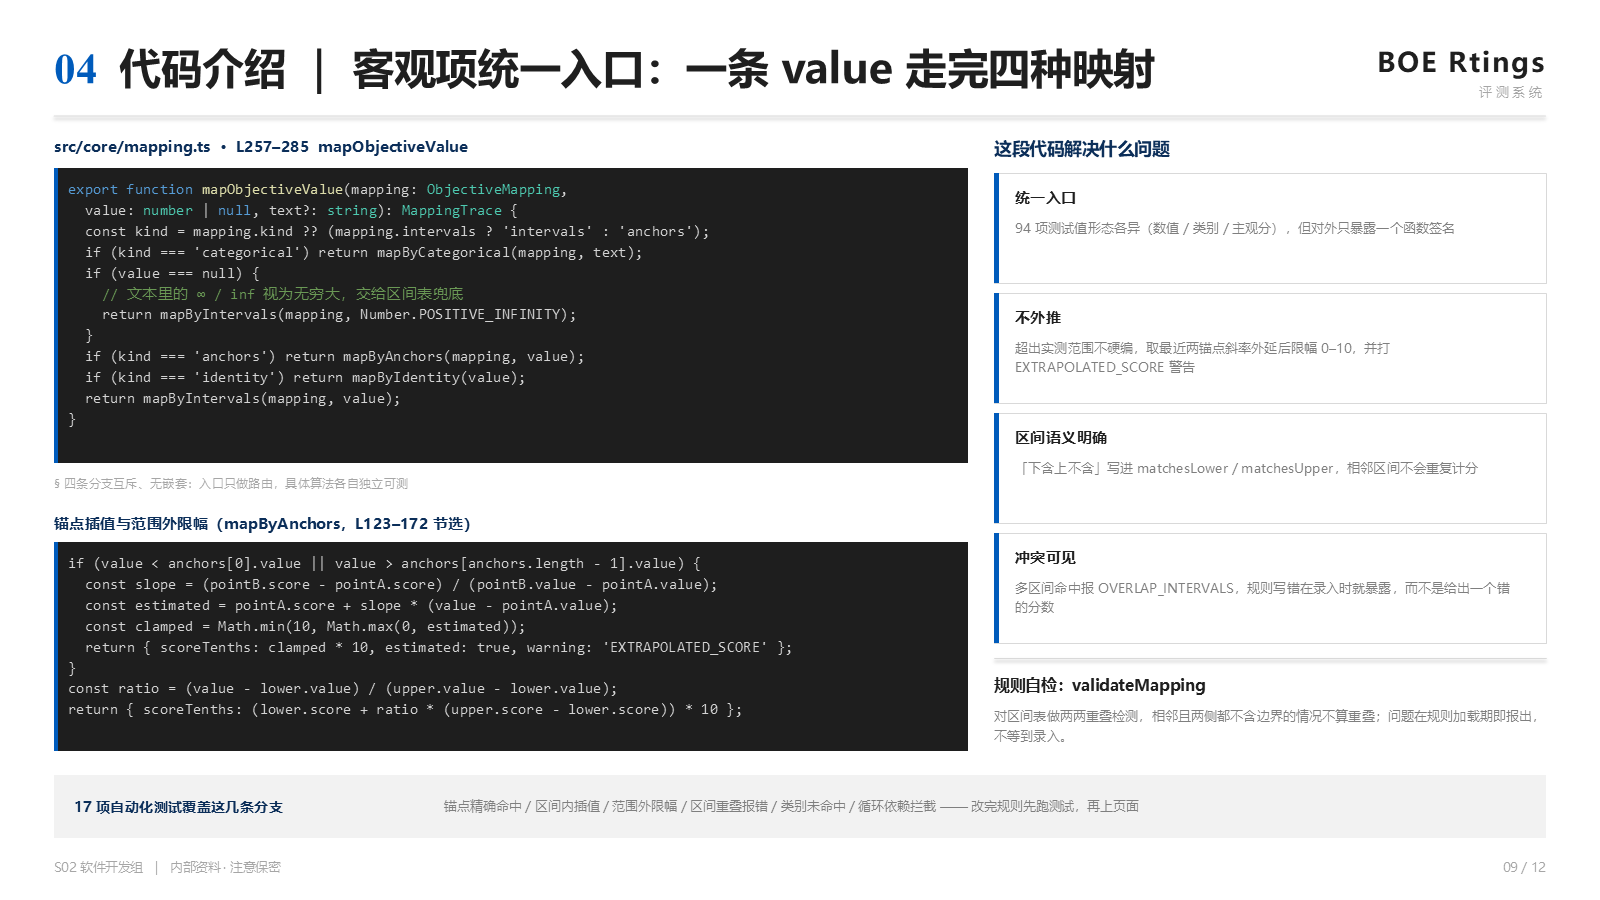 04 代码介绍 | 客观项统一入口：一条 value 走完四种映射
BOE Rtings
评测系统
src/core/mapping.ts • L257–285 mapObjectiveValue
export function mapObjectiveValue(mapping: ObjectiveMapping,
  value: number | null, text?: string): MappingTrace {
  const kind = mapping.kind ?? (mapping.intervals ? 'intervals' : 'anchors');
  if (kind === 'categorical') return mapByCategorical(mapping, text);
  if (value === null) {
    // 文本里的 ∞ / inf 视为无穷大，交给区间表兜底
    return mapByIntervals(mapping, Number.POSITIVE_INFINITY);
  }
  if (kind === 'anchors') return mapByAnchors(mapping, value);
  if (kind === 'identity') return mapByIdentity(value);
  return mapByIntervals(mapping, value);
}
§ 四条分支互斥、无嵌套：入口只做路由，具体算法各自独立可测
锚点插值与范围外限幅（mapByAnchors，L123–172 节选）
if (value < anchors[0].value || value > anchors[anchors.length - 1].value) {
  const slope = (pointB.score - pointA.score) / (pointB.value - pointA.value);
  const estimated = pointA.score + slope * (value - pointA.value);
  const clamped = Math.min(10, Math.max(0, estimated));
  return { scoreTenths: clamped * 10, estimated: true, warning: 'EXTRAPOLATED_SCORE' };
}
const ratio = (value - lower.value) / (upper.value - lower.value);
return { scoreTenths: (lower.score + ratio * (upper.score - lower.score)) * 10 };
这段代码解决什么问题
统一入口
94 项测试值形态各异（数值 / 类别 / 主观分），但对外只暴露一个函数签名
不外推
超出实测范围不硬编，取最近两锚点斜率外延后限幅 0–10，并打
EXTRAPOLATED_SCORE 警告
区间语义明确
「下含上不含」写进 matchesLower / matchesUpper，相邻区间不会重复计分
冲突可见
多区间命中报 OVERLAP_INTERVALS，规则写错在录入时就暴露，而不是给出一个错
的分数
规则自检：validateMapping
对区间表做两两重叠检测，相邻且两侧都不含边界的情况不算重叠；问题在规则加载期即报出，
不等到录入。
17 项自动化测试覆盖这几条分支
锚点精确命中 / 区间内插值 / 范围外限幅 / 区间重叠报错 / 类别未命中 / 循环依赖拦截 —— 改完规则先跑测试，再上页面
S02 软件开发组 | 内部资料 · 注意保密
09 / 12